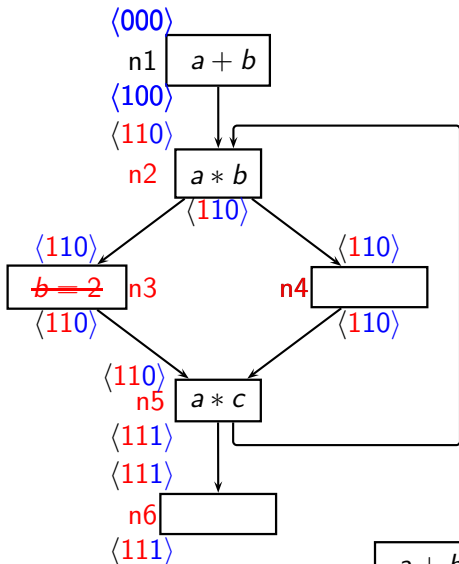 ⟨000⟩
n1 a + b
⟨100⟩
⟨110⟩
n2 a ∗ b
⟨110⟩
⟨110⟩ ⟨110⟩
b = 2 n3 n4
⟨110⟩ ⟨110⟩
⟨110⟩
n5 a ∗ c
⟨111⟩
⟨111⟩
n6
⟨111⟩
a + b